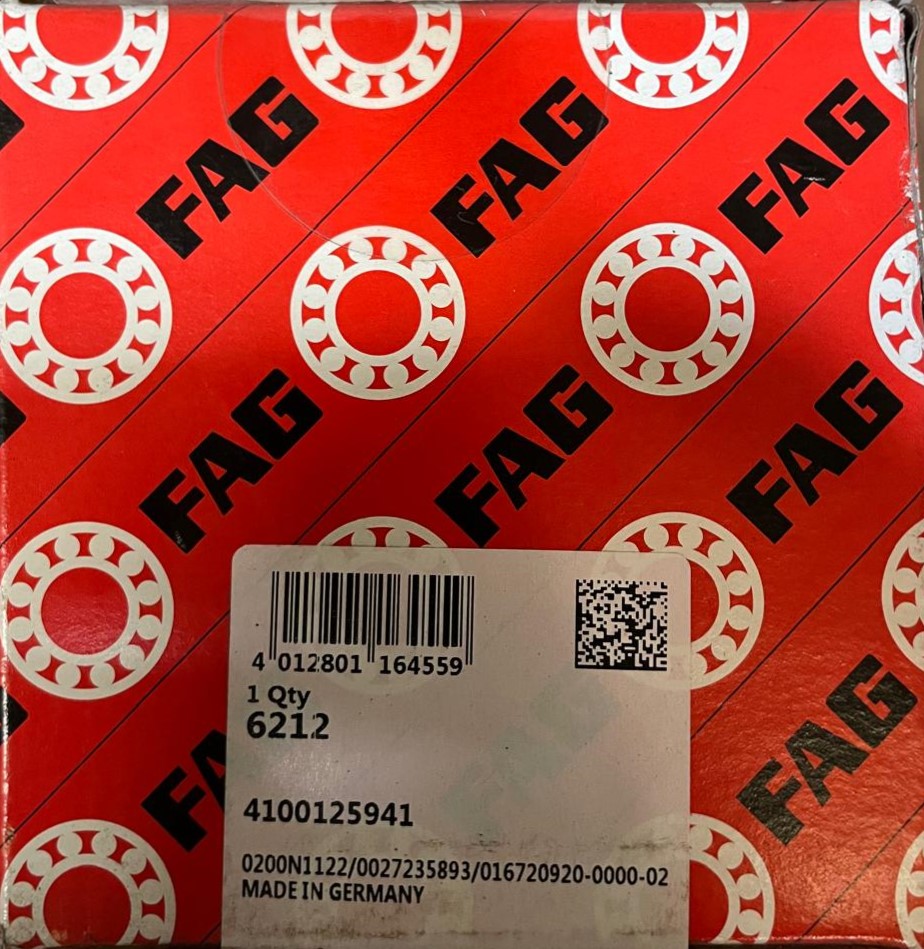 FAG FAG FAG
FAG FAG FAG
4 012801 164559
1 Qty
6212
FAG
FA
4100125941
0200N1122/0027235893/016720920-0000-02
MADE IN GERMANY